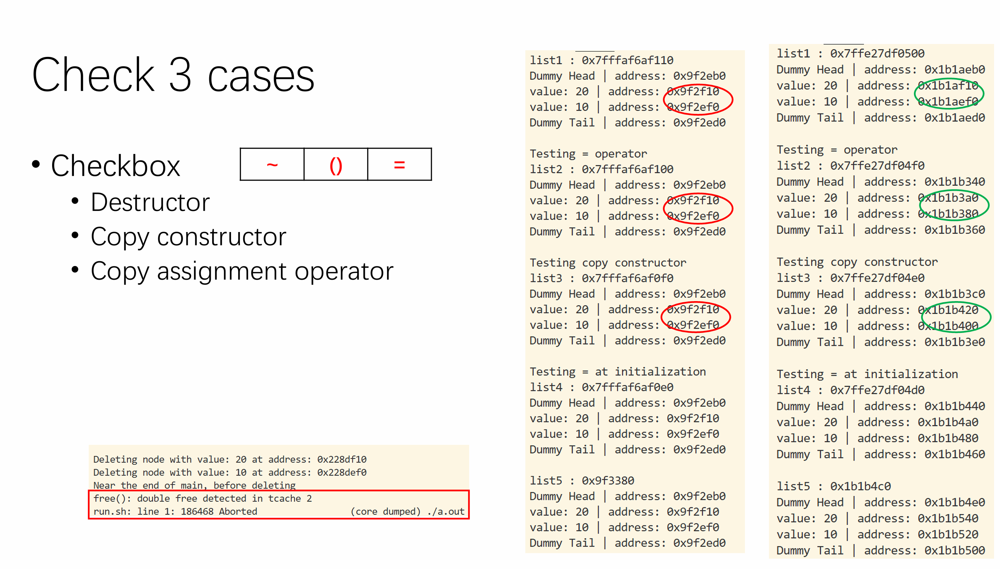 Check 3 cases
• Checkbox
~ () =
• Destructor
• Copy constructor
• Copy assignment operator
Deleting node with value: 20 at address: 0x228df10
Deleting node with value: 10 at address: 0x228def0
Near the end of main, before deleting
free(): double free detected in tcache 2
run.sh: line 1: 186468 Aborted (core dumped) ./a.out
list1 : 0x7fffaf6af110
Dummy Head | address: 0x9f2eb0
value: 20 | address: 0x9f2f10
value: 10 | address: 0x9f2ef0
Dummy Tail | address: 0x9f2ed0
Testing = operator
list2 : 0x7fffaf6af100
Dummy Head | address: 0x9f2eb0
value: 20 | address: 0x9f2f10
value: 10 | address: 0x9f2ef0
Dummy Tail | address: 0x9f2ed0
Testing copy constructor
list3 : 0x7fffaf6af0f0
Dummy Head | address: 0x9f2eb0
value: 20 | address: 0x9f2f10
value: 10 | address: 0x9f2ef0
Dummy Tail | address: 0x9f2ed0
Testing = at initialization
list4 : 0x7fffaf6af0e0
Dummy Head | address: 0x9f2eb0
value: 20 | address: 0x9f2f10
value: 10 | address: 0x9f2ef0
Dummy Tail | address: 0x9f2ed0
list5 : 0x9f3380
Dummy Head | address: 0x9f2eb0
value: 20 | address: 0x9f2f10
value: 10 | address: 0x9f2ef0
Dummy Tail | address: 0x9f2ed0
list1 : 0x7ffe27df0500
Dummy Head | address: 0x1b1aeb0
value: 20 | address: 0x1b1af10
value: 10 | address: 0x1b1aef0
Dummy Tail | address: 0x1b1aed0
Testing = operator
list2 : 0x7ffe27df04f0
Dummy Head | address: 0x1b1b340
value: 20 | address: 0x1b1b3a0
value: 10 | address: 0x1b1b380
Dummy Tail | address: 0x1b1b360
Testing copy constructor
list3 : 0x7ffe27df04e0
Dummy Head | address: 0x1b1b3c0
value: 20 | address: 0x1b1b420
value: 10 | address: 0x1b1b400
Dummy Tail | address: 0x1b1b3e0
Testing = at initialization
list4 : 0x7ffe27df04d0
Dummy Head | address: 0x1b1b440
value: 20 | address: 0x1b1b4a0
value: 10 | address: 0x1b1b480
Dummy Tail | address: 0x1b1b460
list5 : 0x1b1b4c0
Dummy Head | address: 0x1b1b4e0
value: 20 | address: 0x1b1b540
value: 10 | address: 0x1b1b520
Dummy Tail | address: 0x1b1b500